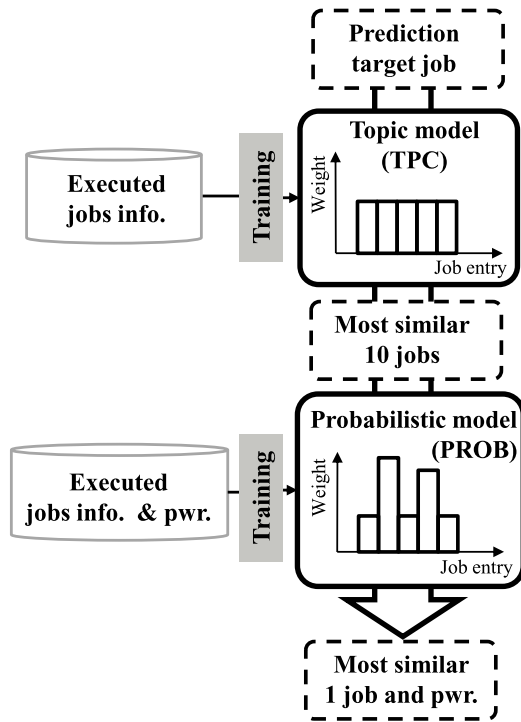 Prediction
target job
Topic model
(TPC)
Executed
jobs info.
Training
Weight
Job entry
Most similar
10 jobs
Probabilistic model
(PROB)
Executed
jobs info. & pwr.
Training
Weight
Job entry
Most similar
1 job and pwr.